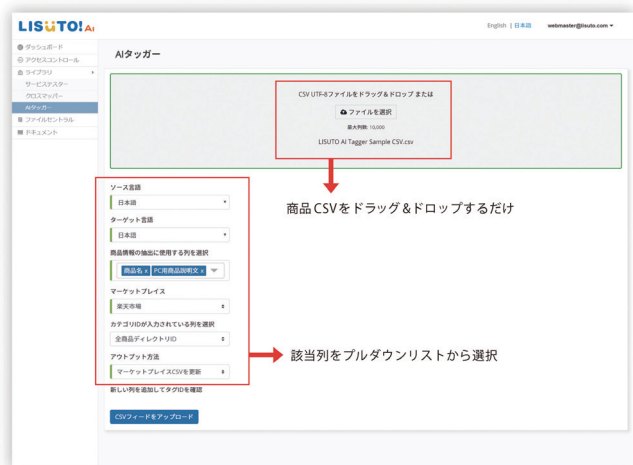 LISUTO! AI
English | 日本語 webmaster@lisuto.com
ダッシュボード
アクセスコントロール
ライブラリ
サービステスター
クロスマッパー
AIタッガー
ファイルセントラル
ドキュメント
AIタッガー
CSV UTF-8ファイルをドラッグ&ドロップ または
ファイルを選択
最大列数: 10,000
LISUTO AI Tagger Sample CSV.csv
商品CSVをドラッグ&ドロップするだけ
ソース言語
日本語
ターゲット言語
日本語
商品情報の抽出に使用する列を選択
商品名 x PC用商品説明文 x
マーケットプレイス
楽天市場
カテゴリIDが入力されている列を選択
全商品ディレクトリID
アウトプット方法
マーケットプレイスCSVを更新
該当列をプルダウンリストから選択
新しい列を追加してタグIDを確認
CSVフィードをアップロード